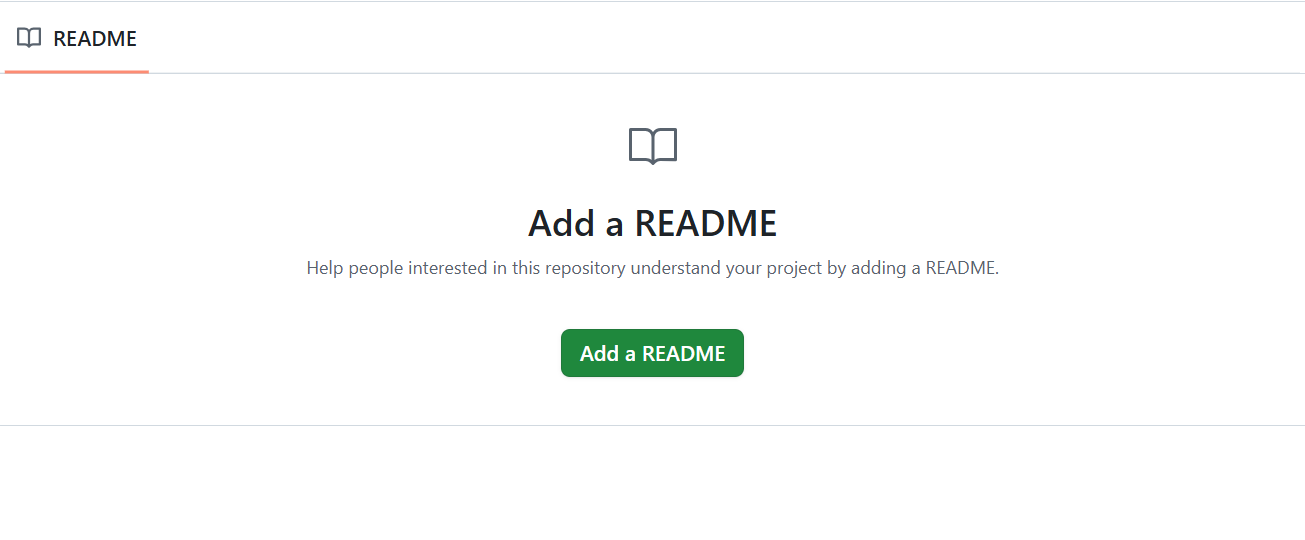 README
Add a README
Help people interested in this repository understand your project by adding a README.
Add a README